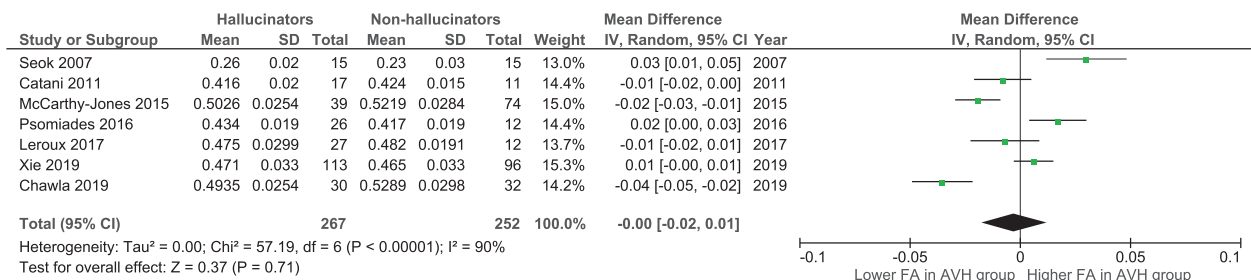 Hallucinators Non-hallucinators Mean Difference Mean Difference
Study or Subgroup Mean SD Total Mean SD Total Weight IV, Random, 95% CI Year IV, Random, 95% CI
Seok 2007 0.26 0.02 15 0.23 0.03 15 13.0% 0.03 [0.01, 0.05] 2007
Catani 2011 0.416 0.02 17 0.424 0.015 11 14.4% -0.01 [-0.02, 0.00] 2011
McCarthy-Jones 2015 0.5026 0.0254 39 0.5219 0.0284 74 15.0% -0.02 [-0.03, -0.01] 2015
Psomiades 2016 0.434 0.019 26 0.417 0.019 12 14.4% 0.02 [0.00, 0.03] 2016
Leroux 2017 0.475 0.0299 27 0.482 0.0191 12 13.7% -0.01 [-0.02, 0.01] 2017
Xie 2019 0.471 0.033 113 0.465 0.033 96 15.3% 0.01 [-0.00, 0.01] 2019
Chawla 2019 0.4935 0.0254 30 0.5289 0.0298 32 14.2% -0.04 [-0.05, -0.02] 2019
Total (95% CI) 267 252 100.0% -0.00 [-0.02, 0.01]
Heterogeneity: Tau² = 0.00; Chi² = 57.19, df = 6 (P < 0.00001); I² = 90%
Test for overall effect: Z = 0.37 (P = 0.71)
-0.1 -0.05 0 0.05 0.1
Lower FA in AVH group Higher FA in AVH group